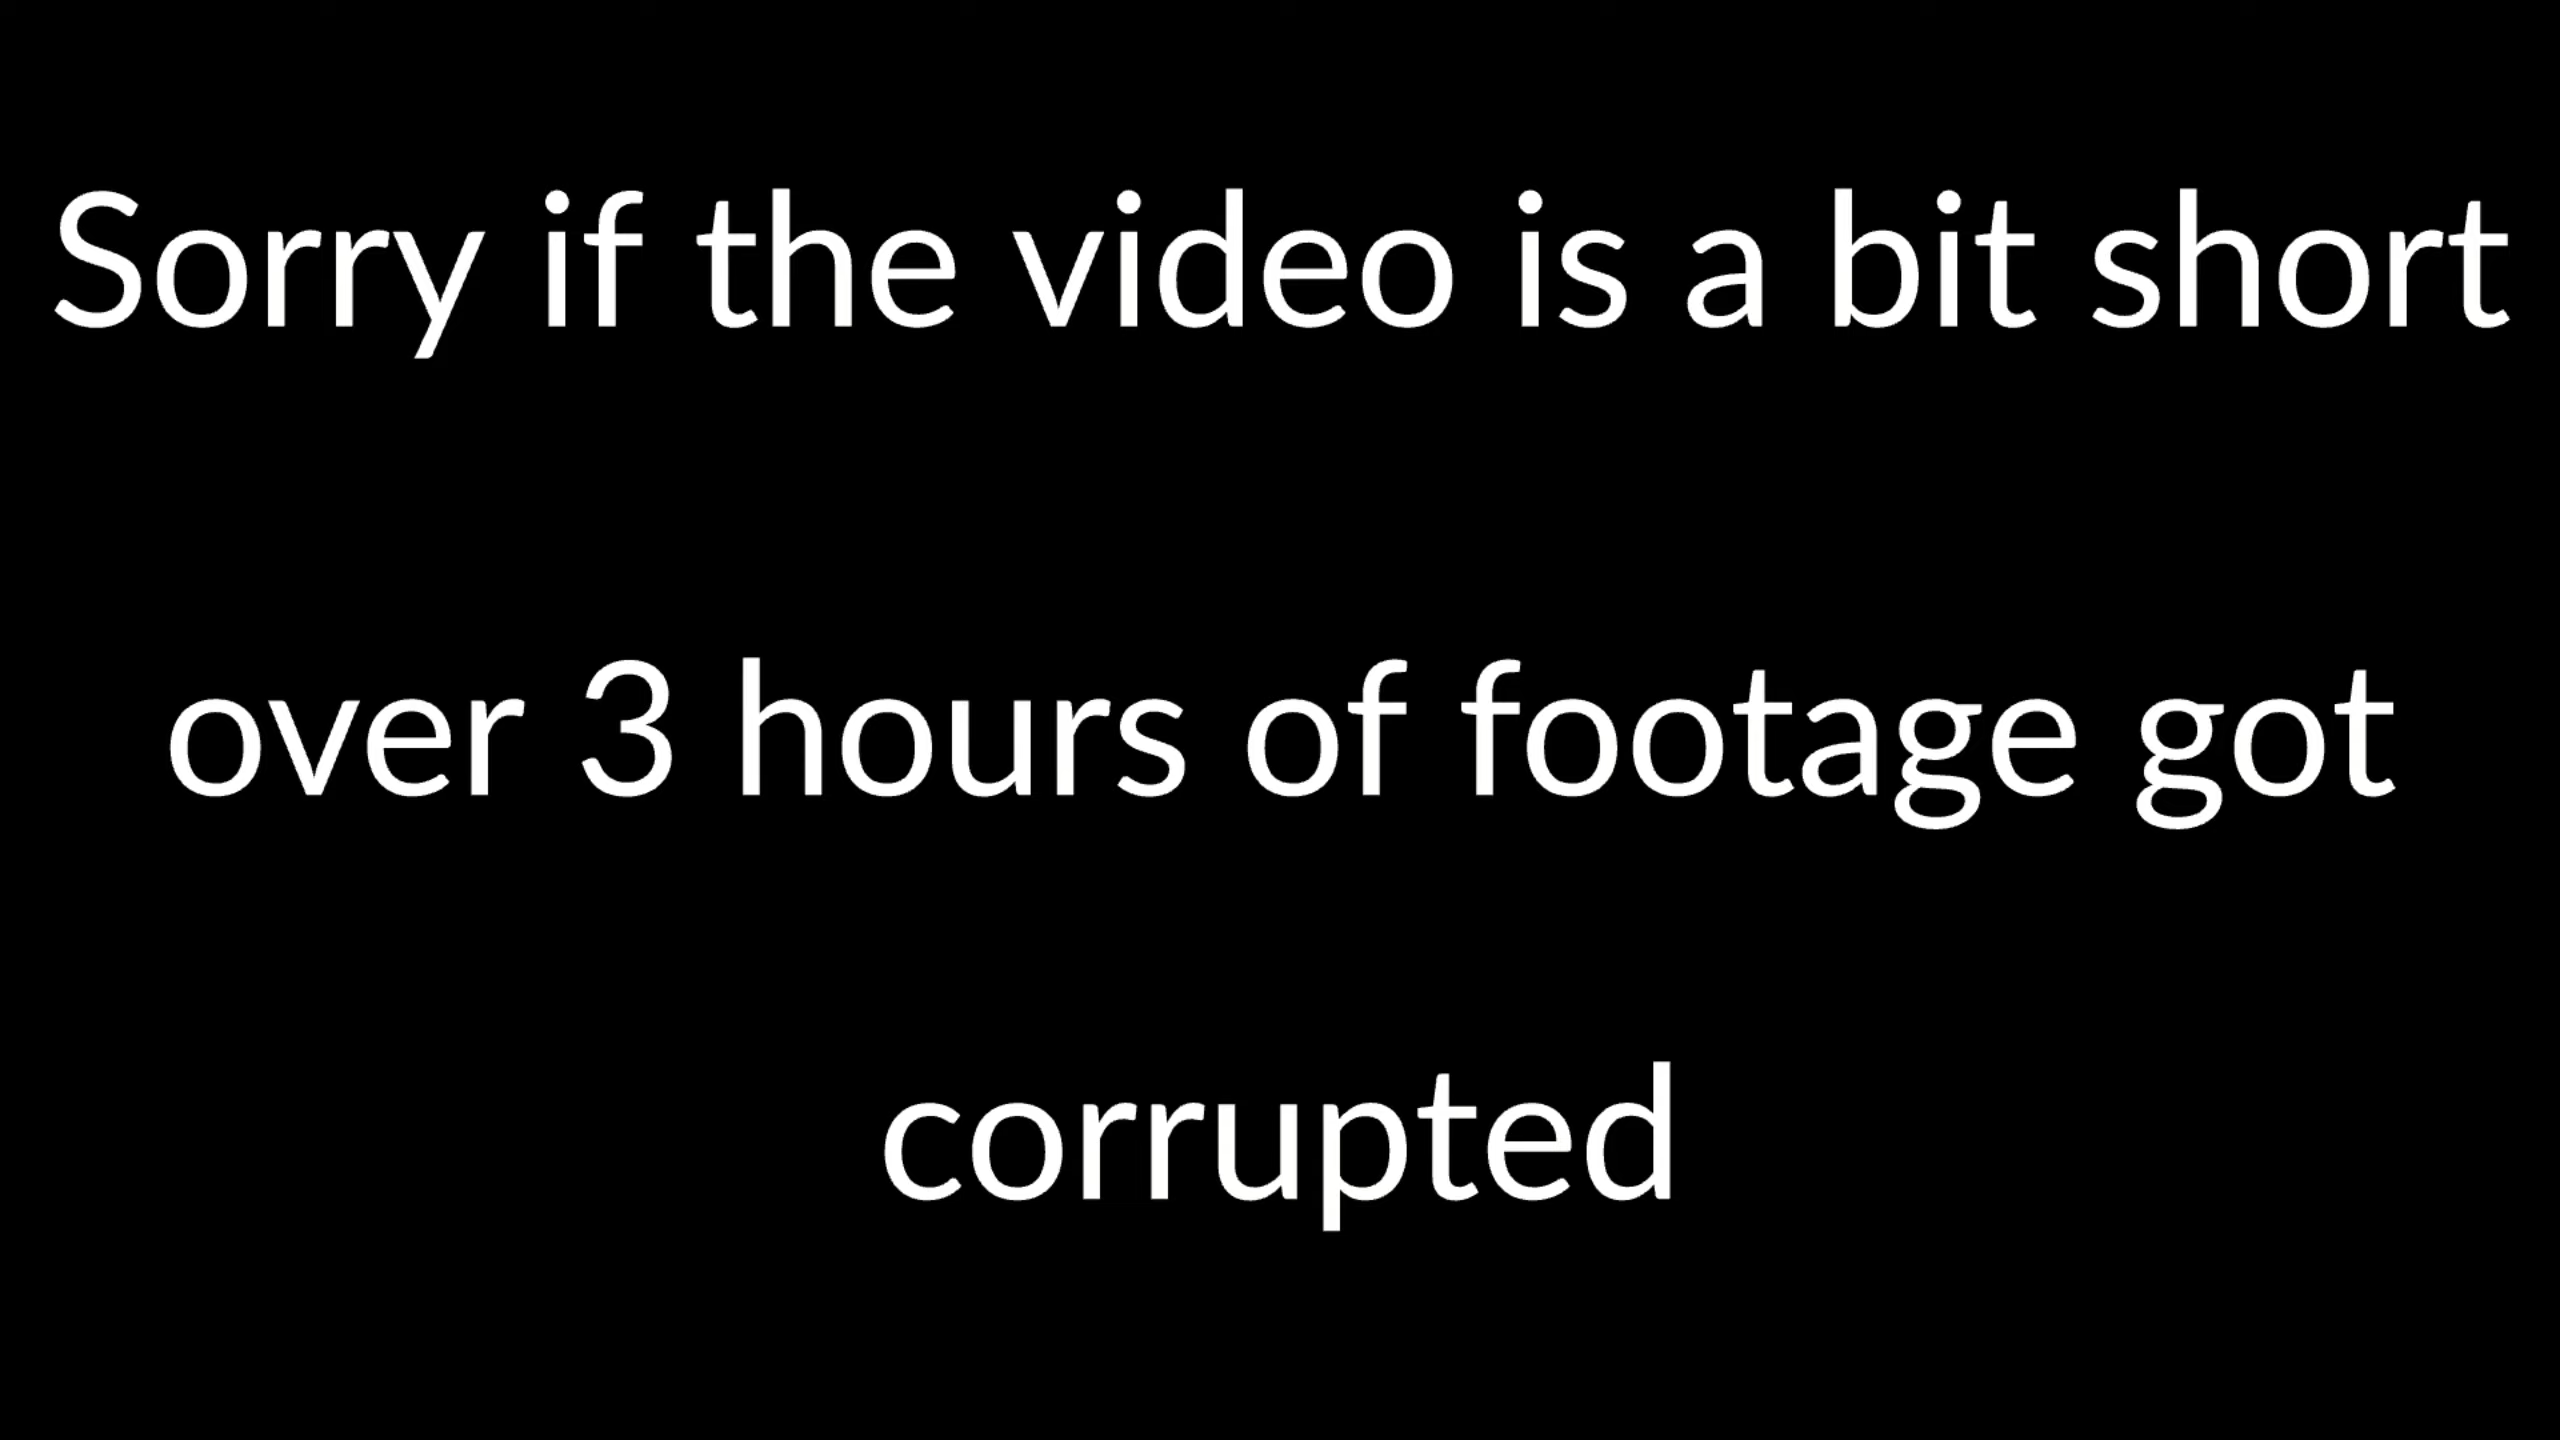 Sorry if the video is a bit short
over 3 hours of footage got
corrupted